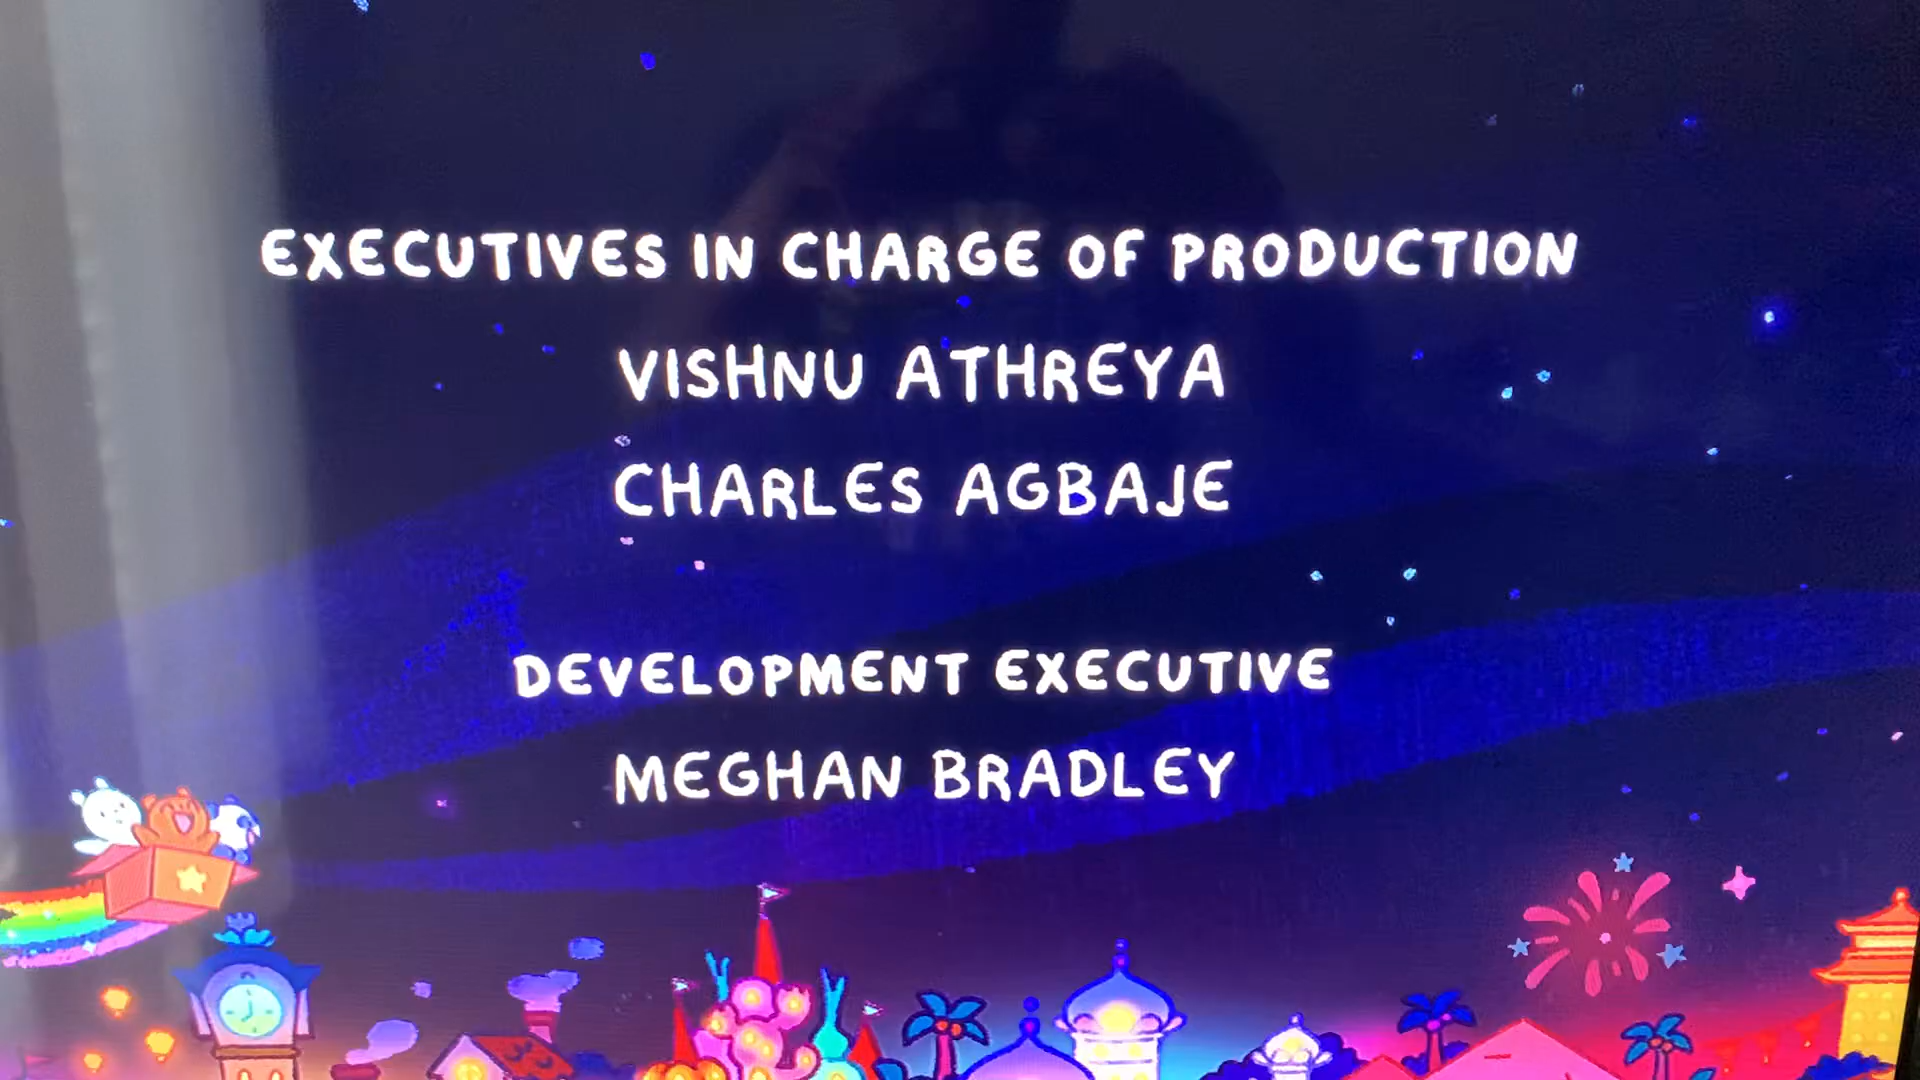 EXECUTIVES IN CHARGE OF PRODUCTION
VISHNU ATHREYA
CHARLES AGBAJE
DEVELOPMENT EXECUTIVE
MEGHAN BRADLEY